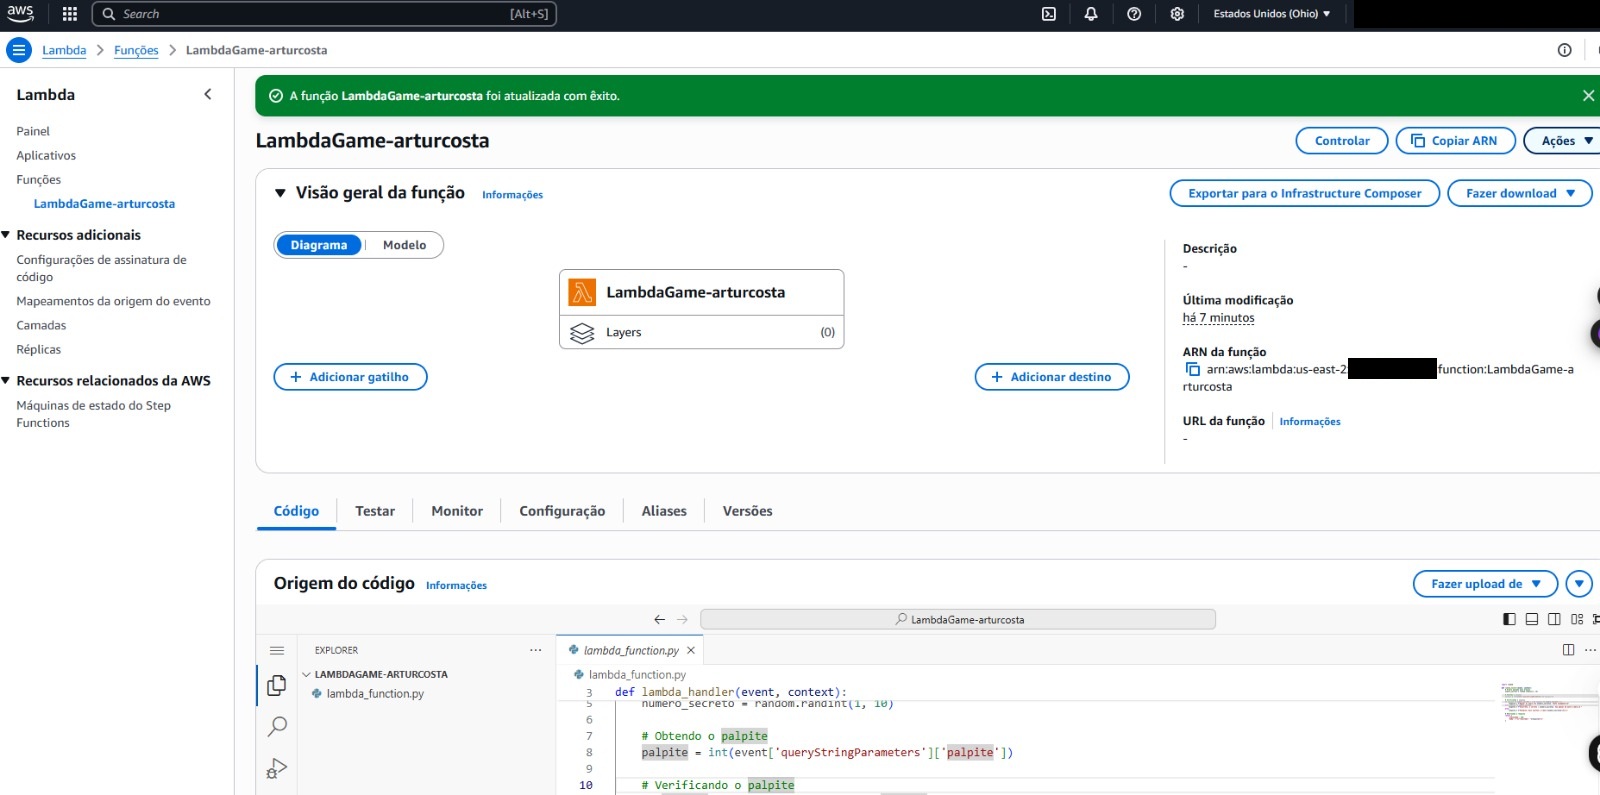 aws
Search [Alt+S]
Estados Unidos (Ohio)
Lambda > Funções > LambdaGame-arturcosta
Lambda
Painel
Aplicativos
Funções
LambdaGame-arturcosta
Recursos adicionais
Configurações de assinatura de
código
Mapeamentos da origem do evento
Camadas
Réplicas
Recursos relacionados da AWS
Máquinas de estado do Step
Functions
A função LambdaGame-arturcosta foi atualizada com êxito.
LambdaGame-arturcosta
Controlar
Copiar ARN
Ações
Visão geral da função Informações
Exportar para o Infrastructure Composer
Fazer download
Diagrama | Modelo
LambdaGame-arturcosta
Layers (0)
+ Adicionar gatilho
+ Adicionar destino
Descrição
-
Última modificação
há 7 minutos
ARN da função
arn:aws:lambda:us-east-2: function:LambdaGame-a
rturcosta
URL da função | Informações
-
Código Testar Monitor Configuração Aliases Versões
Origem do código Informações
Fazer upload de
LambdaGame-arturcosta
EXPLORER ...
LAMBDAGAME-ARTURCOSTA
lambda_function.py
lambda_function.py
lambda_function.py
3 def lambda_handler(event, context):
5 numero_secreto = random.randint(1, 10)
6
7 # Obtendo o palpite
8 palpite = int(event['queryStringParameters']['palpite'])
9
10 # Verificando o palpite